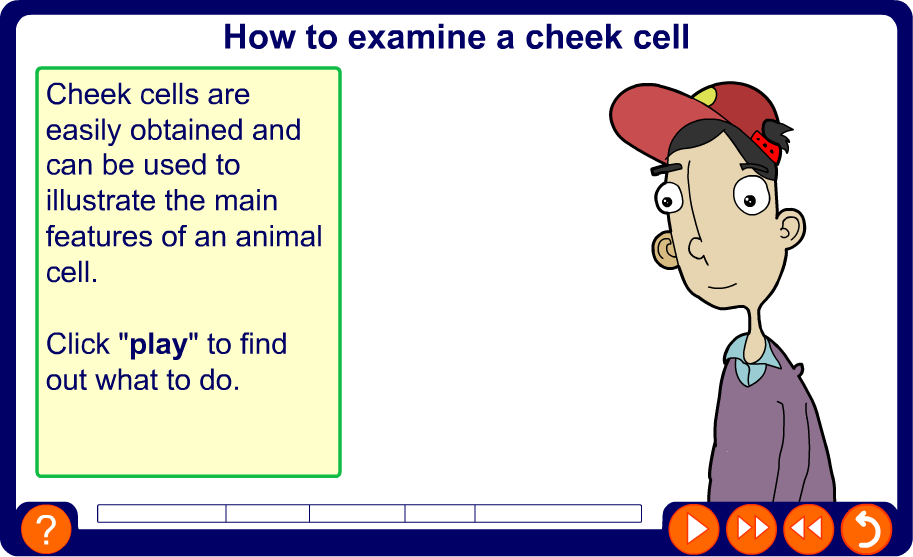 How to examine a cheek cell
Cheek cells are
easily obtained and
can be used to
illustrate the main
features of an animal
cell.
Click "play" to find
out what to do.
?